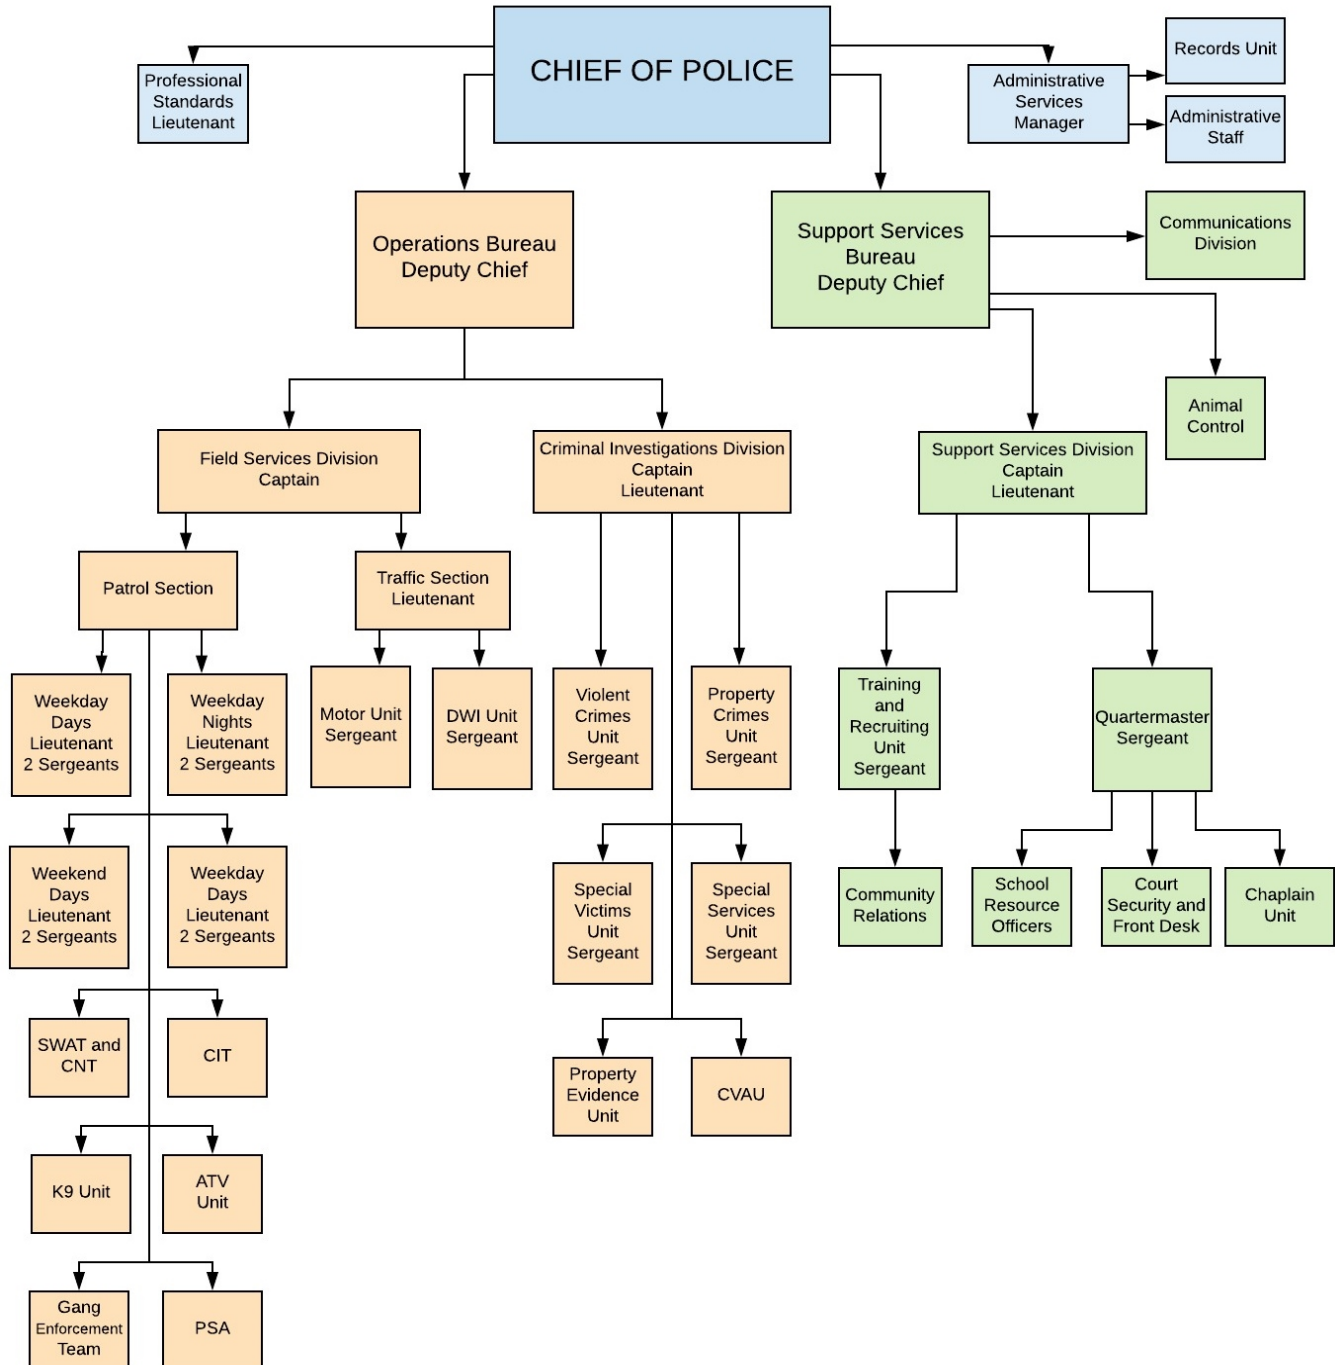 CHIEF OF POLICE
Professional
Standards
Lieutenant
Administrative
Services
Manager
Records Unit
Administrative
Staff
Operations Bureau
Deputy Chief
Support Services
Bureau
Deputy Chief
Communications
Division
Animal
Control
Field Services Division
Captain
Criminal Investigations Division
Captain
Lieutenant
Support Services Division
Captain
Lieutenant
Patrol Section
Traffic Section
Lieutenant
Weekday
Days
Lieutenant
2 Sergeants
Weekday
Nights
Lieutenant
2 Sergeants
Motor Unit
Sergeant
DWI Unit
Sergeant
Violent
Crimes
Unit
Sergeant
Property
Crimes
Unit
Sergeant
Training
and
Recruiting
Unit
Sergeant
Quartermaster
Sergeant
Weekend
Days
Lieutenant
2 Sergeants
Weekday
Days
Lieutenant
2 Sergeants
Special
Victims
Unit
Sergeant
Special
Services
Unit
Sergeant
Community
Relations
School
Resource
Officers
Court
Security and
Front Desk
Chaplain
Unit
SWAT and
CNT
CIT
Property
Evidence
Unit
CVAU
K9 Unit
ATV
Unit
Gang
Enforcement
Team
PSA